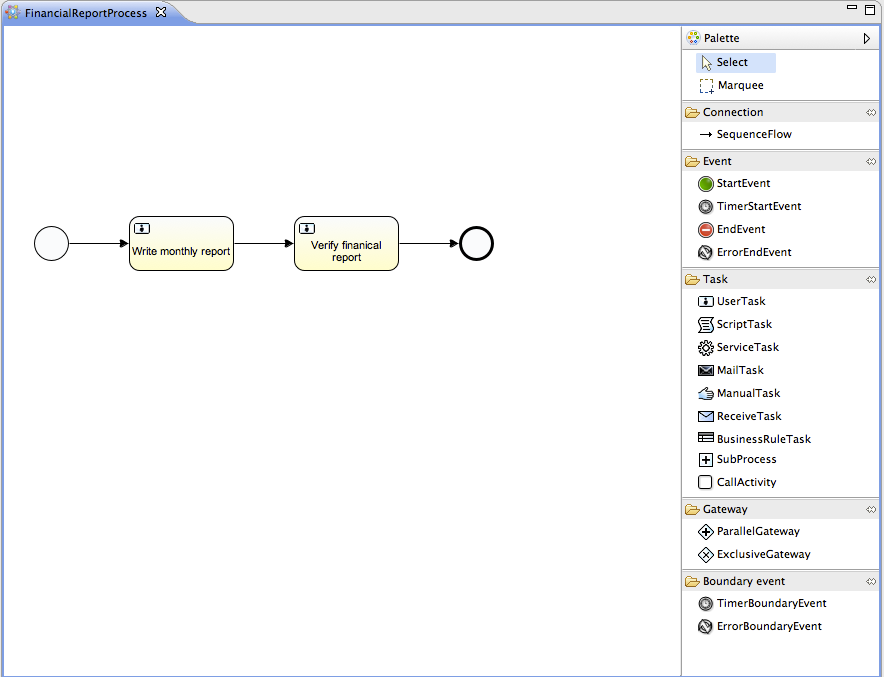 FinancialReportProcess
Write monthly report
Verify finanical
report
Palette
Select
Marquee
Connection
SequenceFlow
Event
StartEvent
TimerStartEvent
EndEvent
ErrorEndEvent
Task
UserTask
ScriptTask
ServiceTask
MailTask
ManualTask
ReceiveTask
BusinessRuleTask
SubProcess
CallActivity
Gateway
ParallelGateway
ExclusiveGateway
Boundary event
TimerBoundaryEvent
ErrorBoundaryEvent